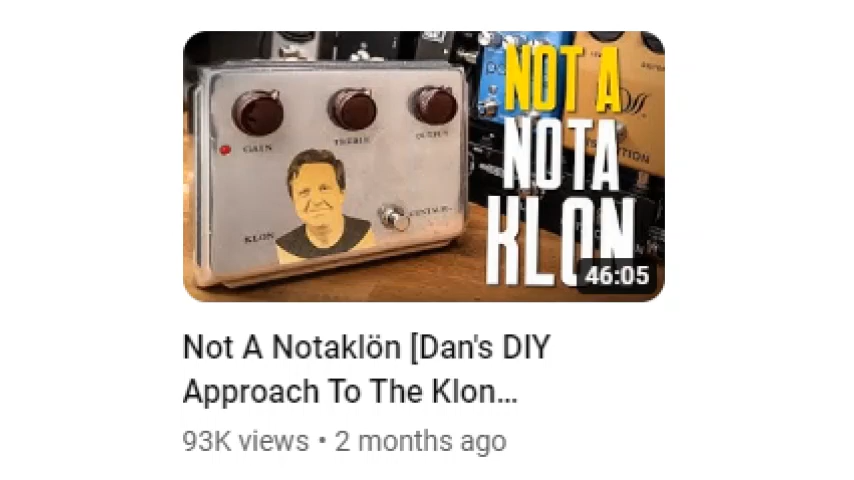 NOT A
NOTA
KLON
GAIN
TREBLE
OUTPUT
KLON
46:05
Not A Notaklön [Dan's DIY
Approach To The Klon...
93K views • 2 months ago